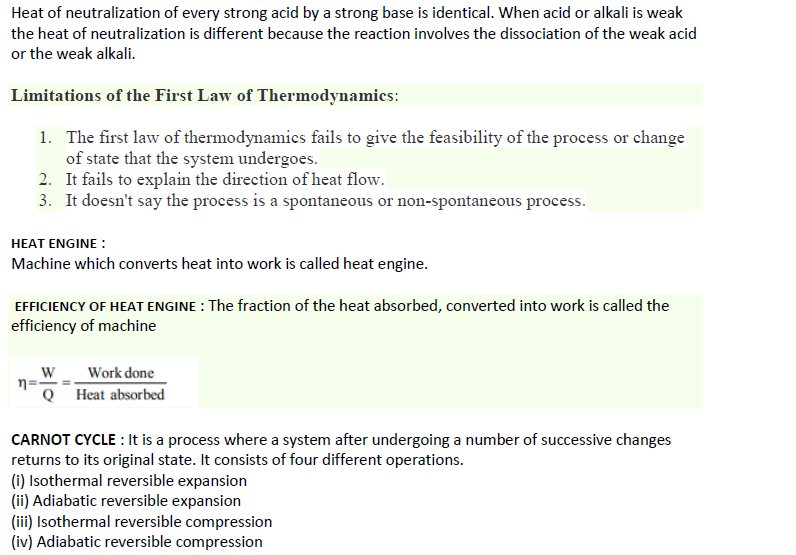 Heat of neutralization of every strong acid by a strong base is identical. When acid or alkali is weak
the heat of neutralization is different because the reaction involves the dissociation of the weak acid
or the weak alkali.
Limitations of the First Law of Thermodynamics:
1. The first law of thermodynamics fails to give the feasibility of the process or change
of state that the system undergoes.
2. It fails to explain the direction of heat flow.
3. It doesn't say the process is a spontaneous or non-spontaneous process.
HEAT ENGINE :
Machine which converts heat into work is called heat engine.
EFFICIENCY OF HEAT ENGINE : The fraction of the heat absorbed, converted into work is called the
efficiency of machine
η = W/Q = Work done/Heat absorbed
CARNOT CYCLE : It is a process where a system after undergoing a number of successive changes
returns to its original state. It consists of four different operations.
(i) Isothermal reversible expansion
(ii) Adiabatic reversible expansion
(iii) Isothermal reversible compression
(iv) Adiabatic reversible compression